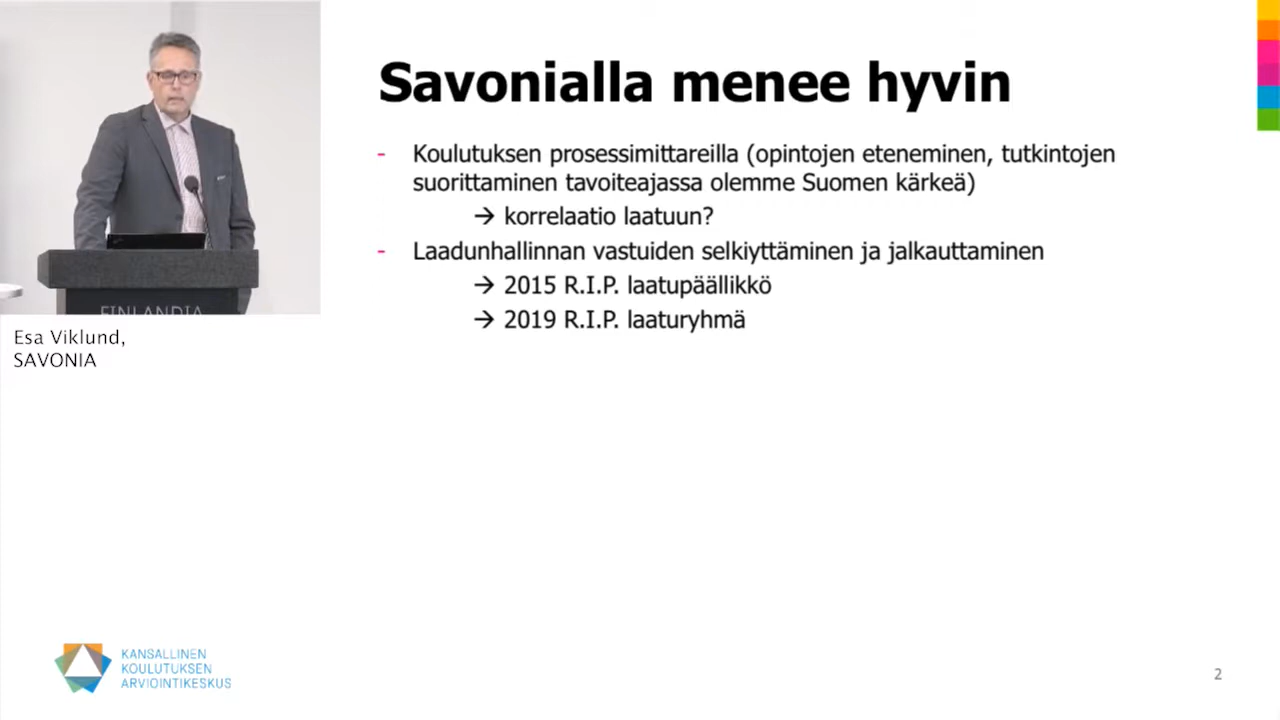 Savonialla menee hyvin
- Koulutuksen prosessimittareilla (opintojen eteneminen, tutkintojen
suorittaminen tavoiteajassa olemme Suomen kärkeä)
→ korrelaatio laatuun?
- Laadunhallinnan vastuiden selkiyttäminen ja jalkauttaminen
→ 2015 R.I.P. laatupäällikkö
→ 2019 R.I.P. laaturyhmä
FINLANDIA
Esa Viklund,
SAVONIA
KANSALLINEN
KOULUTUKSEN
ARVIOINTIKESKUS
2